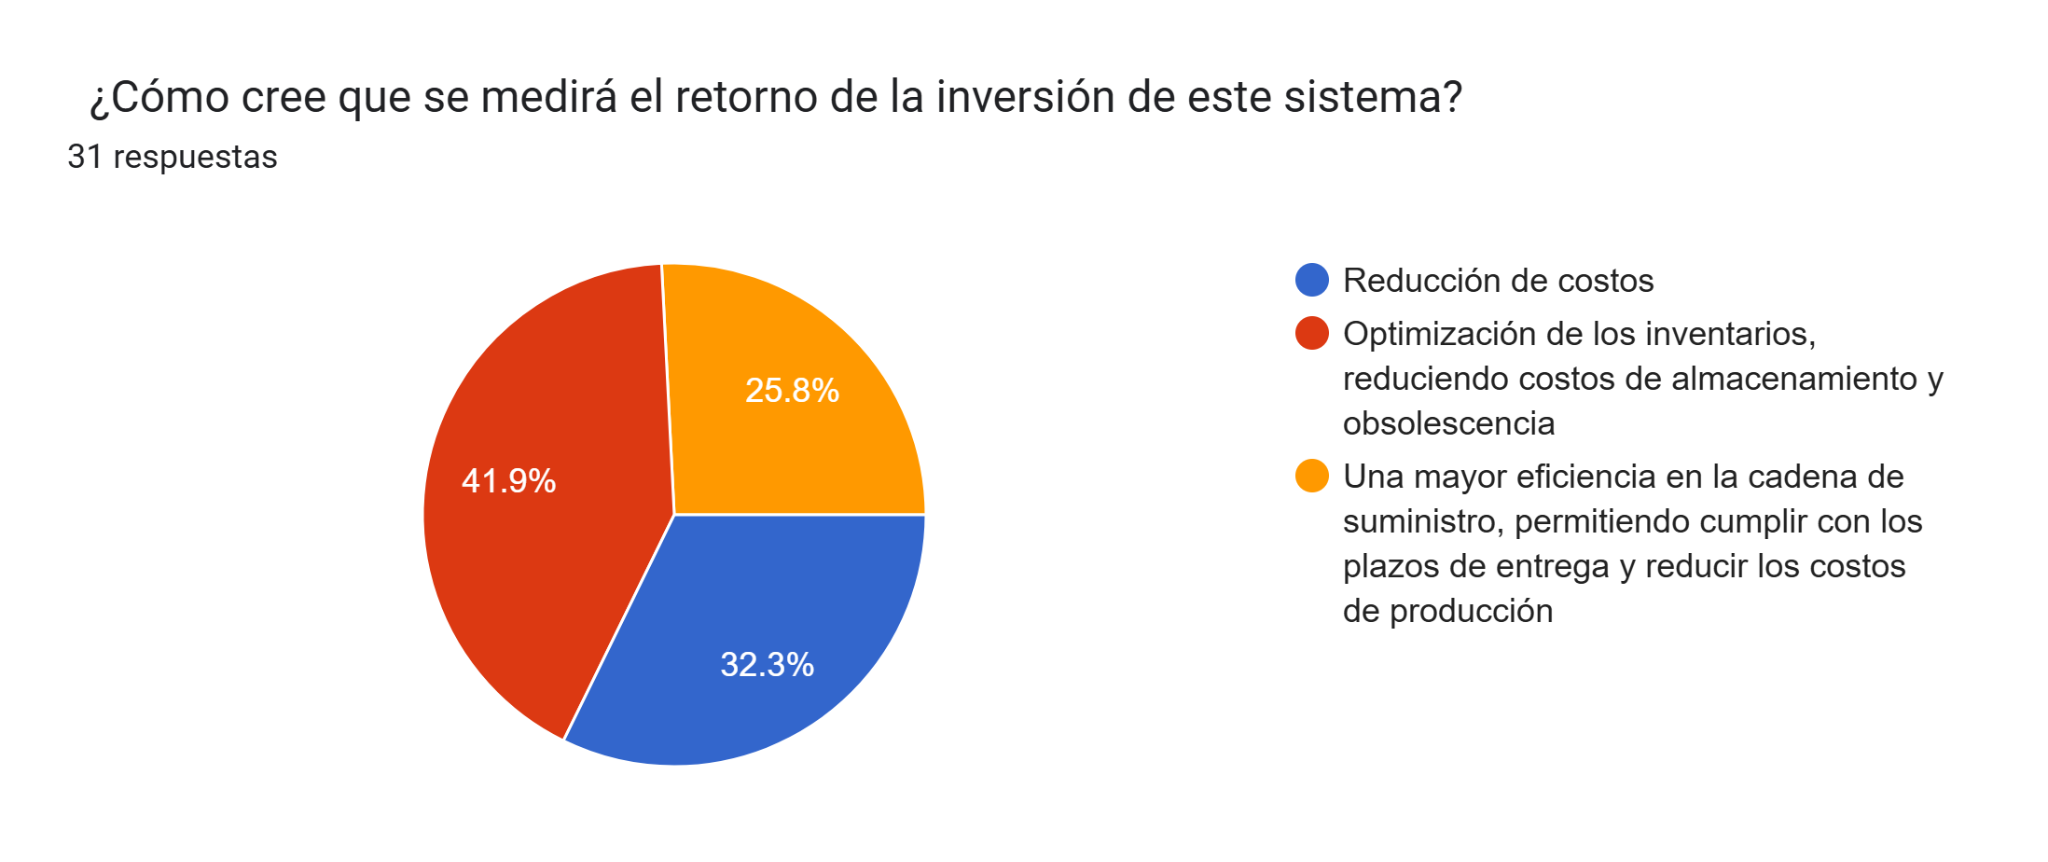 ¿Cómo cree que se medirá el retorno de la inversión de este sistema?
31 respuestas
25.8%
41.9%
32.3%
Reducción de costos
Optimización de los inventarios,
reduciendo costos de almacenamiento y
obsolescencia
Una mayor eficiencia en la cadena de
suministro, permitiendo cumplir con los
plazos de entrega y reducir los costos
de producción